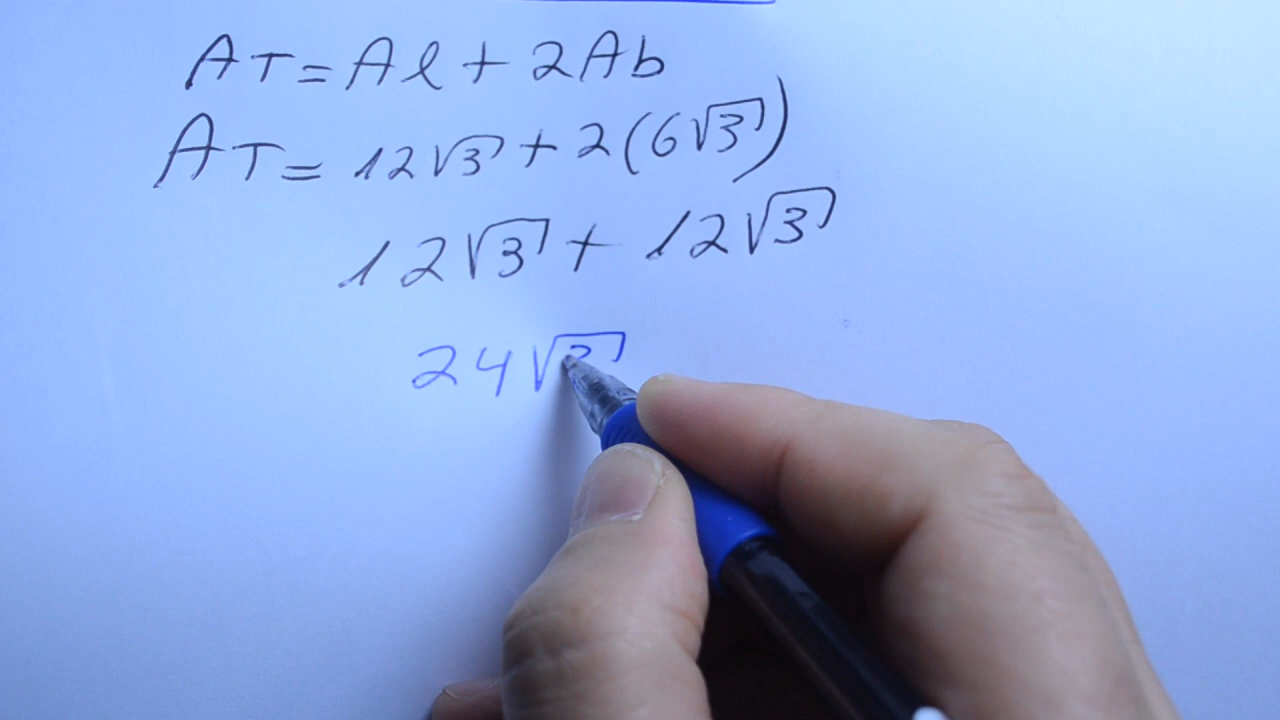 AT = Al + 2Ab
AT = 12√3 + 2(6√3)
12√3 + 12√3
24√3